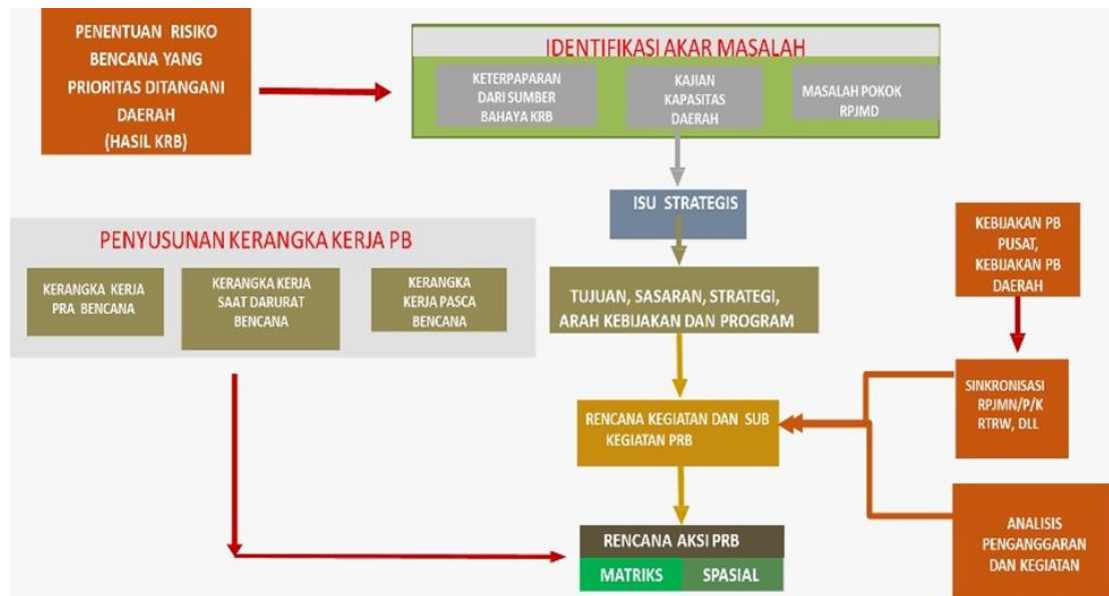 PENENTUAN RISIKO
BENCANA YANG
PRIORITAS DITANGANI
DAERAH
(HASIL KRB)
IDENTIFIKASI AKAR MASALAH
KETERPAPARAN
DARI SUMBER
BAHAYA KRB
KAJIAN
KAPASITAS
DAERAH
MASALAH POKOK
RPJMD
ISU STRATEGIS
TUJUAN, SASARAN, STRATEGI,
ARAH KEBIJAKAN DAN PROGRAM
PENYUSUNAN KERANGKA KERJA PB
KERANGKA KERJA
PRA BENCANA
KERANGKA KERJA
SAAT DARURAT
BENCANA
KERANGKA
KERJA PASCA
BENCANA
KEBIJAKAN PB
PUSAT,
KEBIJAKAN PB
DAERAH
SINKRONISASI
RPJMN/P/K
RTRW, DLL
RENCANA KEGIATAN DAN SUB
KEGIATAN PRB
ANALISIS
PENGANGGARAN
DAN KEGIATAN
RENCANA AKSI PRB
MATRIKS
SPASIAL